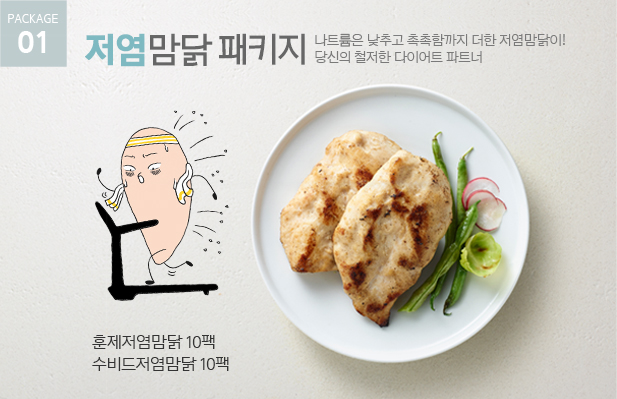 PACKAGE
01
저염맘닭 패키지
나트륨은 낮추고 촉촉함까지 더한 저염맘닭이!
당신의 철저한 다이어트 파트너
훈제저염맘닭 10팩
수비드저염맘닭 10팩